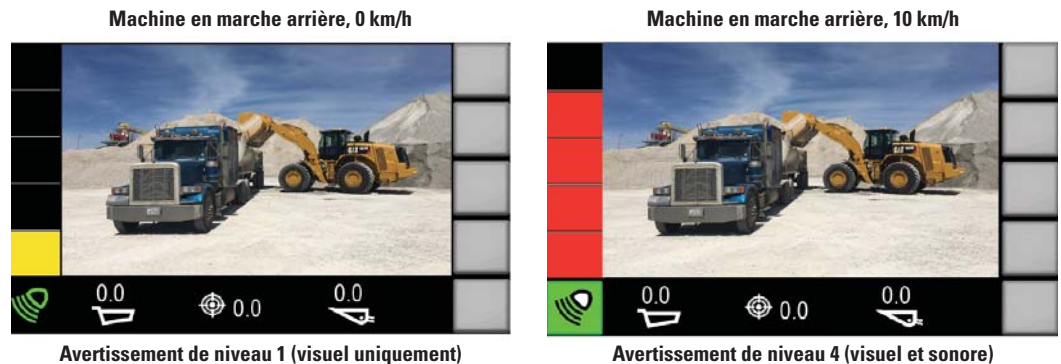 Machine en marche arrière, 0 km/h
Machine en marche arrière, 10 km/h
0.0
0.0
0.0
0.0
0.0
0.0
Avertissement de niveau 1 (visuel uniquement)
Avertissement de niveau 4 (visuel et sonore)